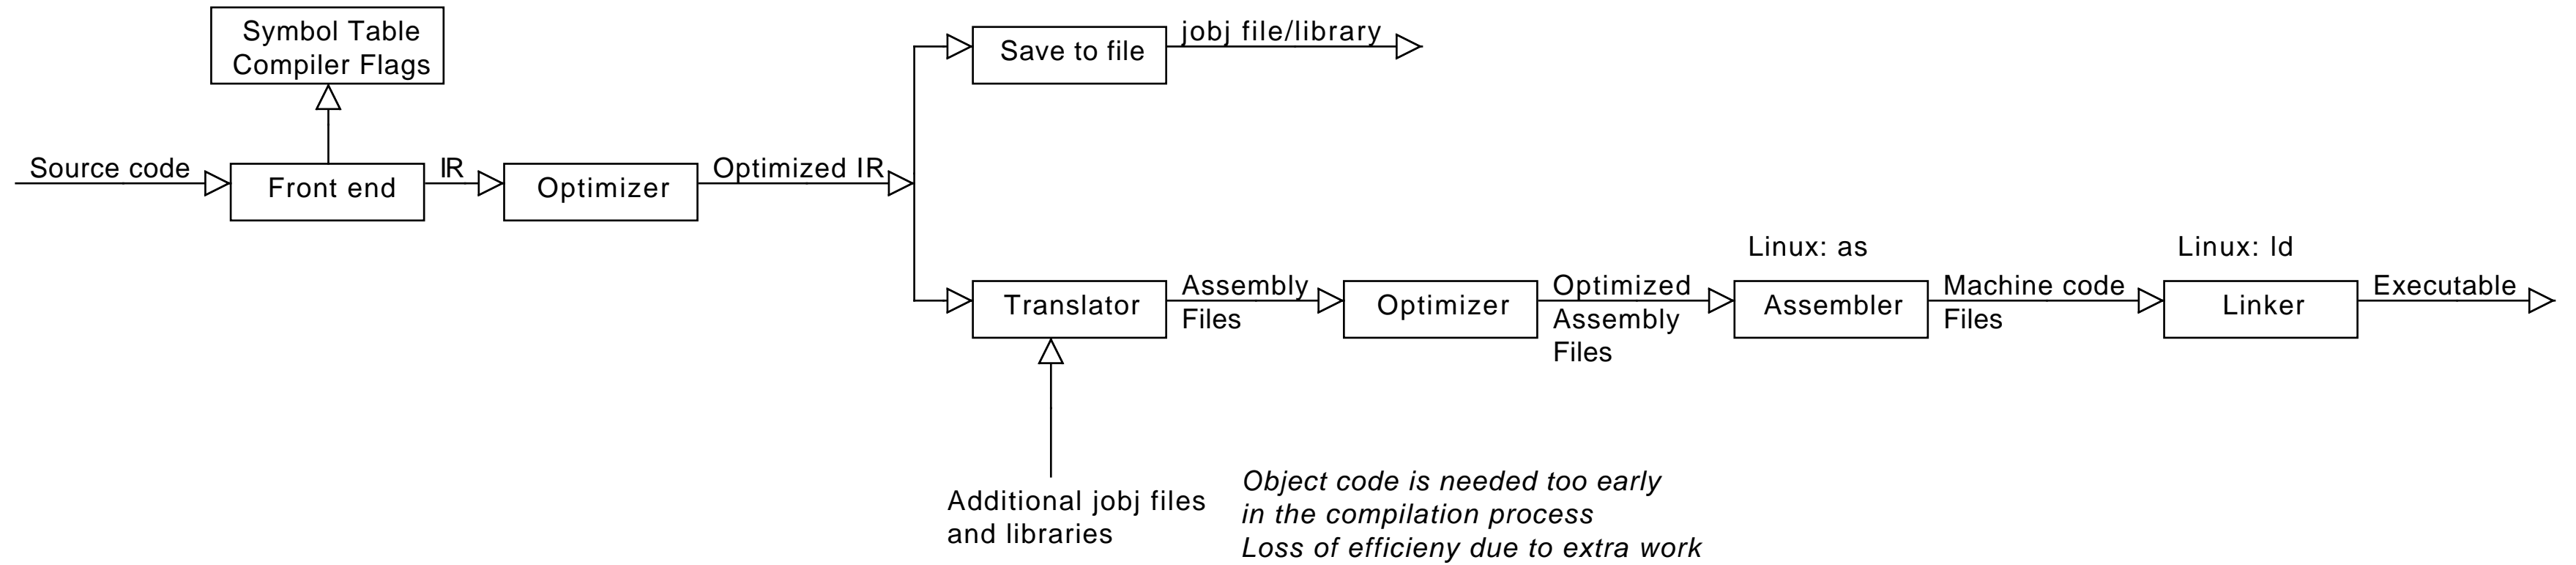 Symbol Table
Compiler Flags
Save to file
jobj file/library
Source code
Front end
IR
Optimizer
Optimized IR
Linux: as
Linux: ld
Translator
Assembly
Files
Optimizer
Optimized
Assembly
Files
Assembler
Machine code
Files
Linker
Executable
Additional jobj files
and libraries
Object code is needed too early
in the compilation process
Loss of efficieny due to extra work